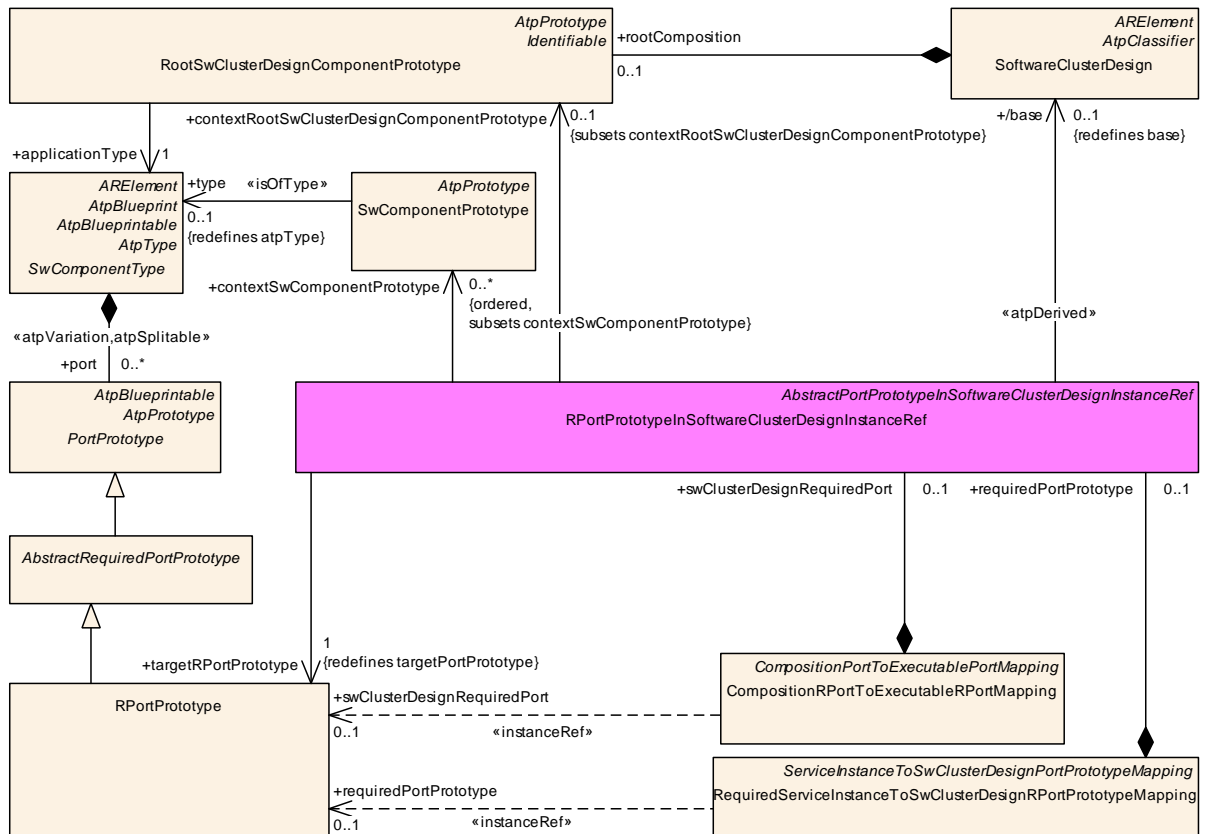 AtpPrototype
Identifiable
RootSwClusterDesignComponentPrototype
+rootComposition
0..1
ARElement
AtpClassifier
SoftwareClusterDesign
+contextRootSwClusterDesignComponentPrototype
0..1
{subsets contextRootSwClusterDesignComponentPrototype}
+/base
0..1
{redefines base}
+applicationType
1
ARElement
AtpBlueprint
AtpBlueprintable
AtpType
SwComponentType
+type
«isOfType»
0..1
{redefines atpType}
AtpPrototype
SwComponentPrototype
+contextSwComponentPrototype
0..*
{ordered,
subsets contextSwComponentPrototype}
«atpDerived»
«atpVariation,atpSplitable»
+port
0..*
AtpBlueprintable
AtpPrototype
PortPrototype
AbstractPortPrototypeInSoftwareClusterDesignInstanceRef
RPortPrototypeInSoftwareClusterDesignInstanceRef
+swClusterDesignRequiredPort
0..1
+requiredPortPrototype
0..1
AbstractRequiredPortPrototype
+targetRPortPrototype
1
{redefines targetPortPrototype}
RPortPrototype
+swClusterDesignRequiredPort
0..1
«instanceRef»
CompositionPortToExecutablePortMapping
CompositionRPortToExecutableRPortMapping
+requiredPortPrototype
0..1
«instanceRef»
ServiceInstanceToSwClusterDesignPortPrototypeMapping
RequiredServiceInstanceToSwClusterDesignRPortPrototypeMapping